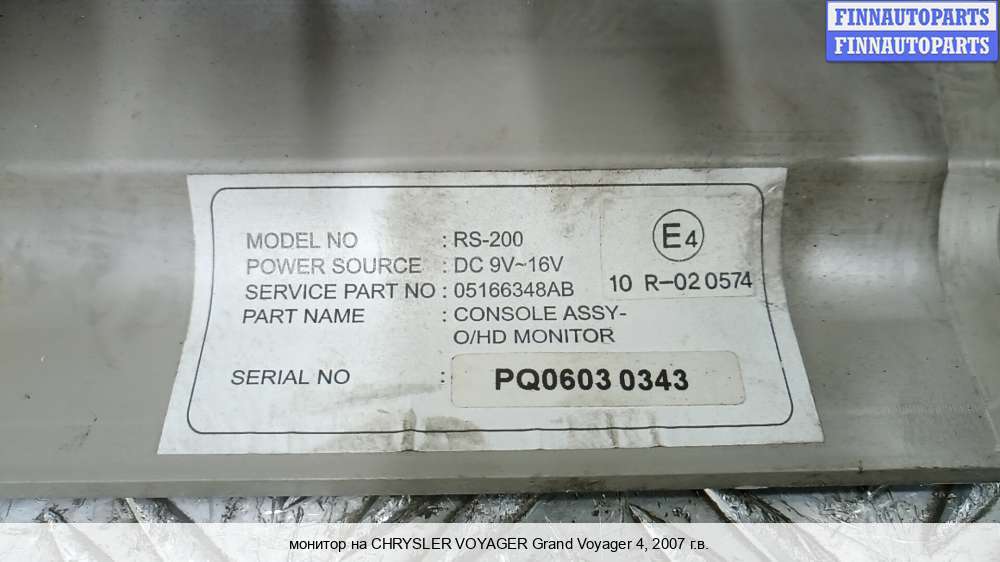 FINNAUTOPARTS
FINNAUTOPARTS
MODEL NO : RS-200
POWER SOURCE : DC 9V~16V
SERVICE PART NO : 05166348AB
PART NAME : CONSOLE ASSY-
O/HD MONITOR
SERIAL NO : PQ0603 0343
E4
10 R-02 0574
монитор на CHRYSLER VOYAGER Grand Voyager 4, 2007 г.в.